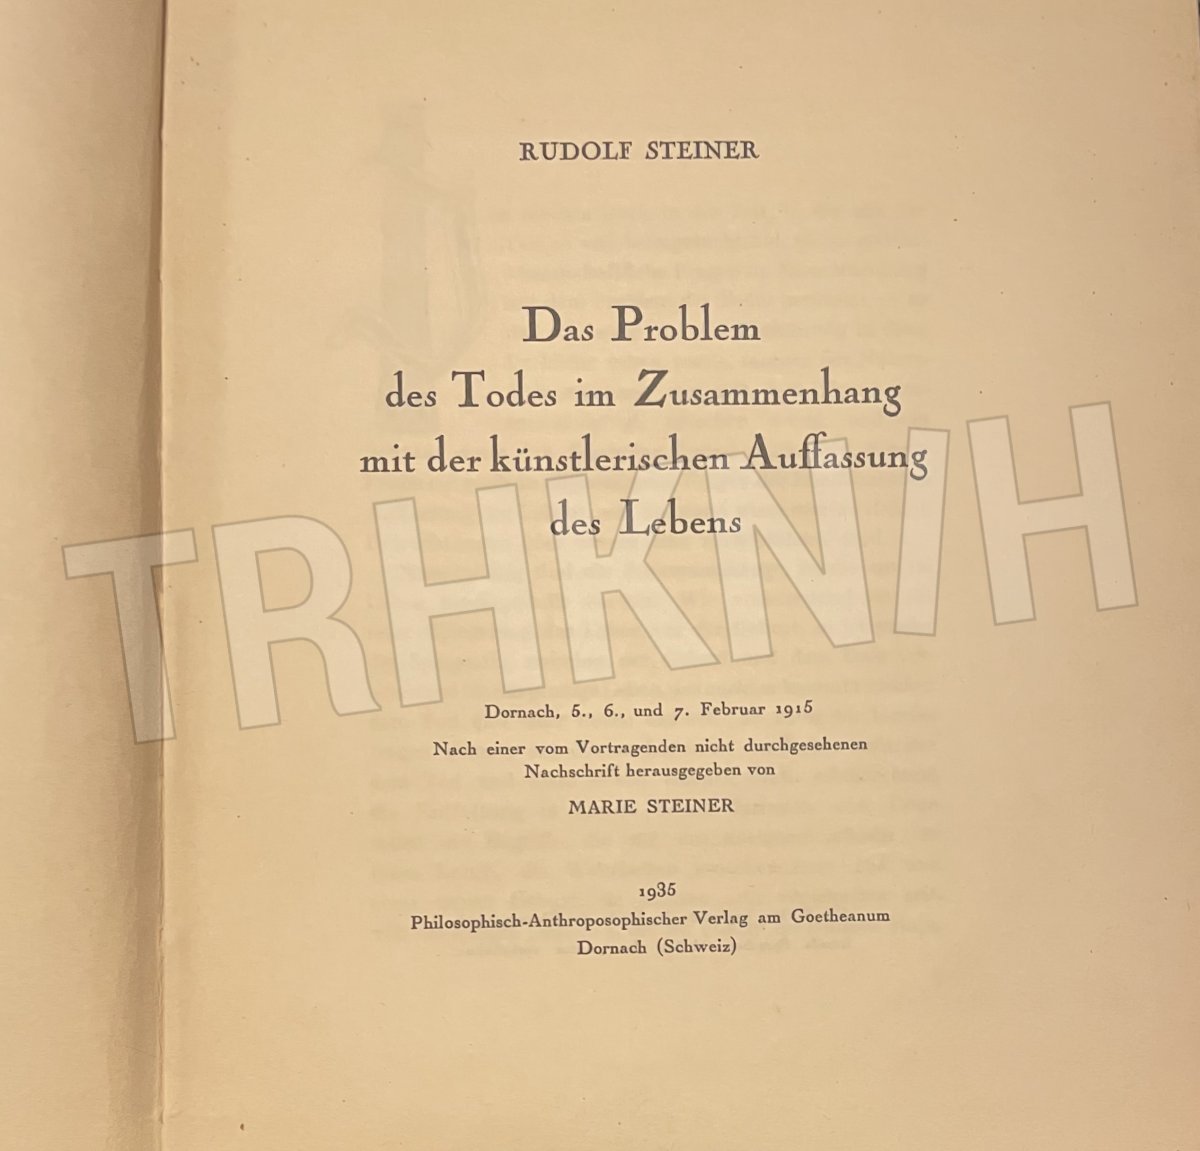 RUDOLF STEINER
Das Problem
des Todes im Zusammenhang
mit der künstlerischen Auffassung
des Lebens
TRHKN/H
Dornach, 5., 6., und 7. Februar 1915
Nach einer vom Vortragenden nicht durchgesehenen
Nachschrift herausgegeben von
MARIE STEINER
1935
Philosophisch-Anthroposophischer Verlag am Goetheanum
Dornach (Schweiz)